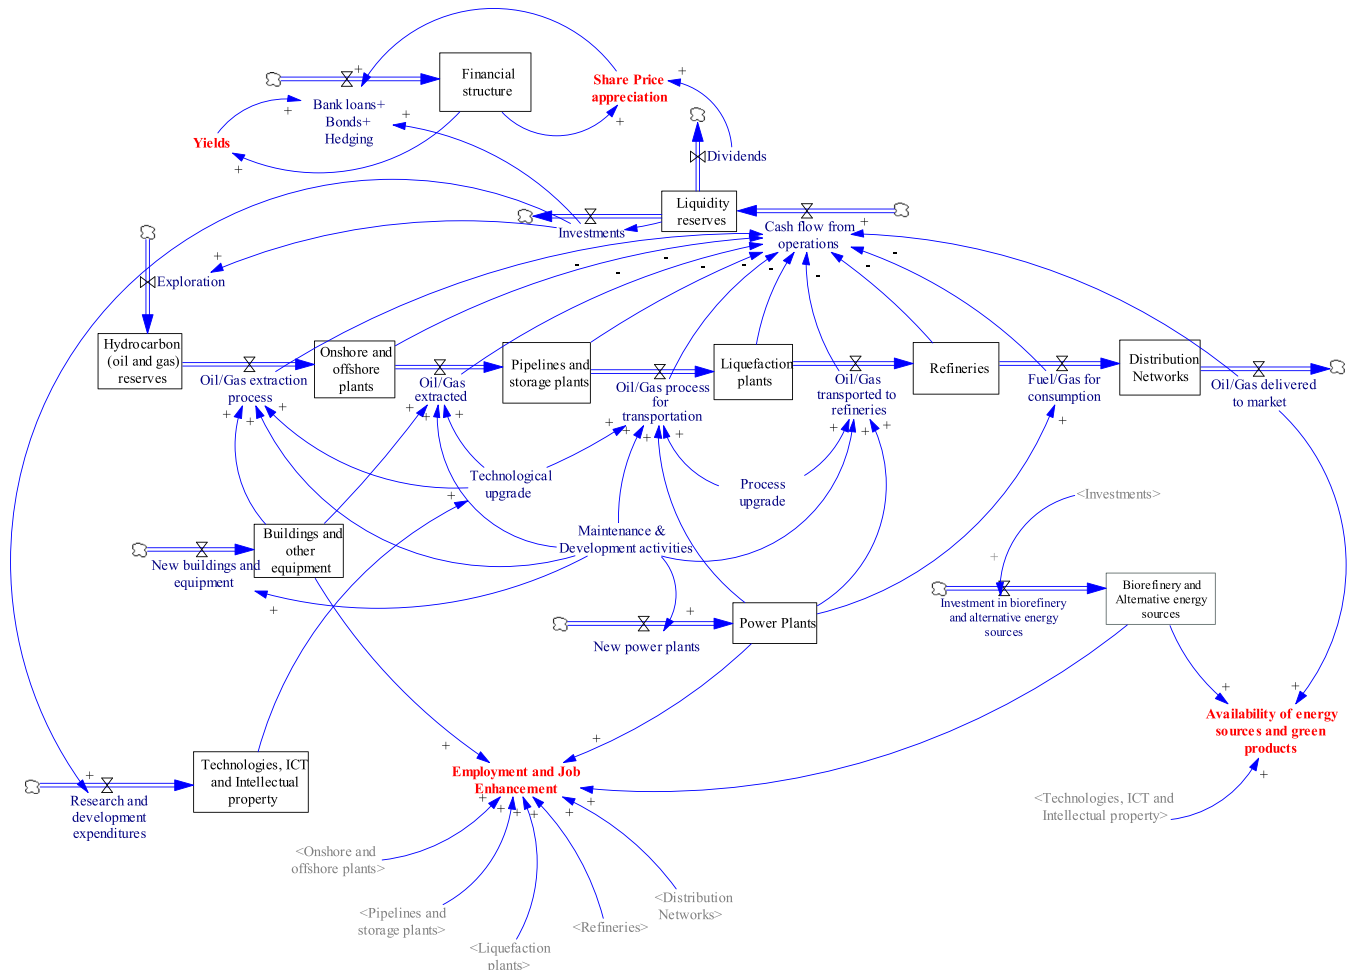 Financial
structure
Share Price
appreciation
Bank loans+
Bonds+
Hedging
Yields
Dividends
Liquidity
reserves
Investments
Cash flow from
operations
Exploration
Hydrocarbon
(oil and gas)
reserves
Oil/Gas extraction
process
Onshore and
offshore
plants
Oil/Gas
extracted
Pipelines and
storage plants
Oil/Gas process
for
transportation
Liquefaction
plants
Oil/Gas
transported to
refineries
Refineries
Fuel/Gas for
consumption
Distribution
Networks
Oil/Gas delivered
to market
Technological
upgrade
Process
upgrade
<Investments>
Buildings and
other
equipment
New buildings and
equipment
Maintenance &
Development activities
Power Plants
New power plants
Investment in biorefinery
and alternative energy
sources
Biorefinery and
Alternative energy
sources
Availability of energy
sources and green
products
Technologies, ICT
and Intellectual
property
Research and
development
expenditures
Employment and Job
Enhancement
<Technologies, ICT and
Intellectual property>
<Onshore and
offshore plants>
<Pipelines and
storage plants>
<Liquefaction
plants>
<Refineries>
<Distribution
Networks>